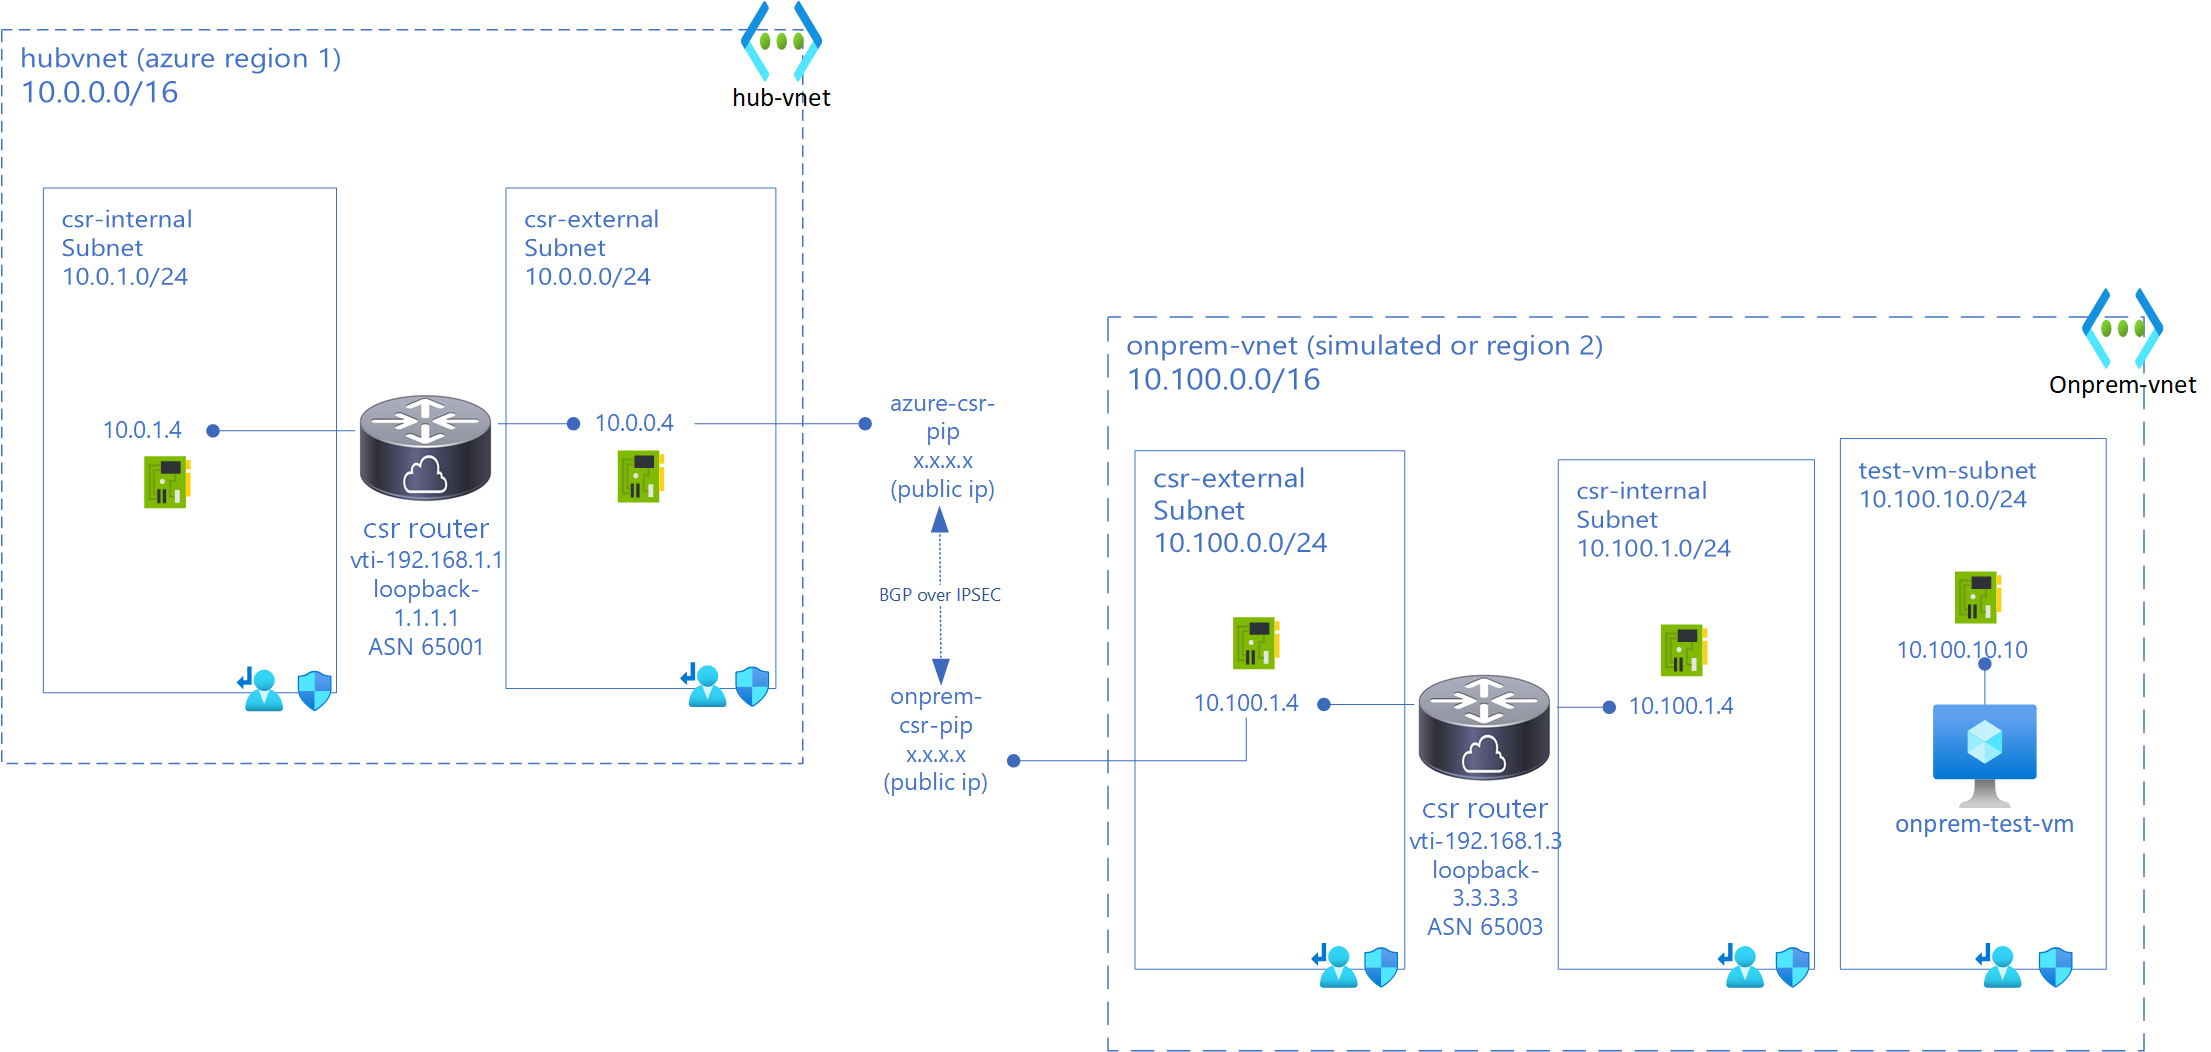 hubvnet (azure region 1)
10.0.0.0/16
hub-vnet
csr-internal
Subnet
10.0.1.0/24
csr-external
Subnet
10.0.0.0/24
10.0.1.4
10.0.0.4
csr router
vti-192.168.1.1
loopback-
1.1.1.1
ASN 65001
azure-csr-
pip
x.x.x.x
(public ip)
BGP over IPSEC
onprem-
csr-pip
x.x.x.x
(public ip)
onprem-vnet (simulated or region 2)
10.100.0.0/16
Onprem-vnet
csr-external
Subnet
10.100.0.0/24
csr-internal
Subnet
10.100.1.0/24
test-vm-subnet
10.100.10.0/24
10.100.1.4
10.100.1.4
10.100.10.10
csr router
vti-192.168.1.3
loopback-
3.3.3.3
ASN 65003
onprem-test-vm